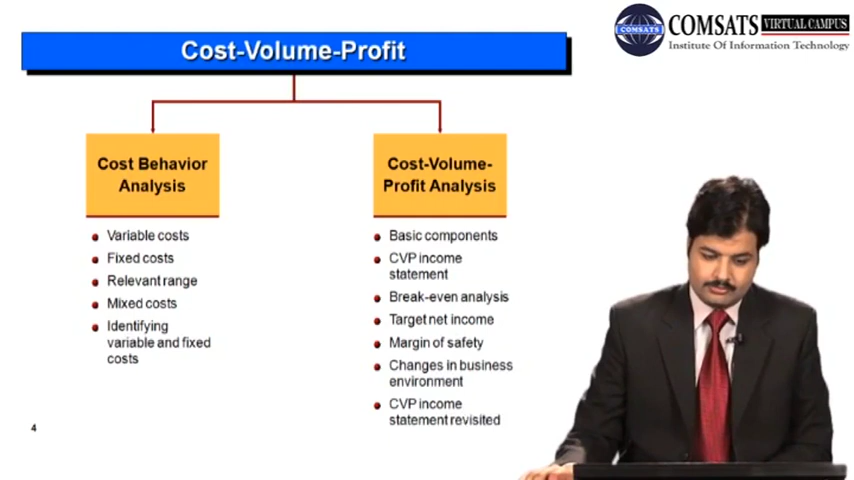 Cost-Volume-Profit
COMSATS
COMSATS
VIRTUAL CAMPUS
Institute Of Information Technology
Cost Behavior
Analysis
Variable costs
Fixed costs
Relevant range
Mixed costs
Identifying
variable and fixed
costs
Cost-Volume-
Profit Analysis
Basic components
CVP income
statement
Break-even analysis
Target net income
Margin of safety
Changes in business
environment
CVP income
statement revisited
4